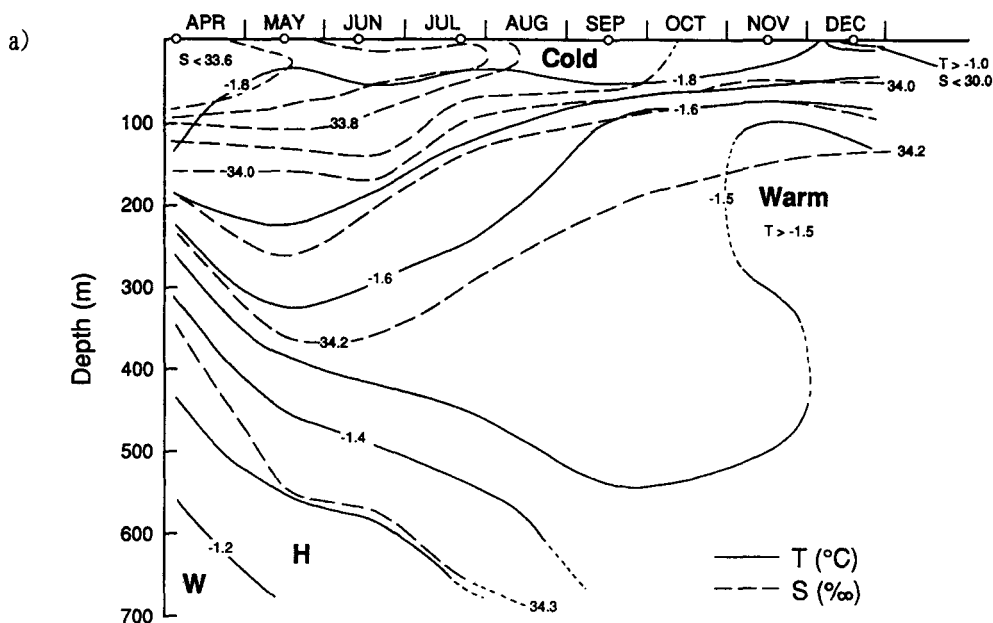 a)
APR MAY JUN JUL AUG SEP OCT NOV DEC
S < 33.6
Cold
T > -1.0
S < 30.0
-1.8
-1.8
34.0
-1.6
33.8
100
34.0
34.2
200
-1.5
Warm
T > -1.5
-1.6
300
34.2
Depth (m)
400
-1.4
500
600
-1.2
H
W
T (°C)
S (‰)
34.3
700